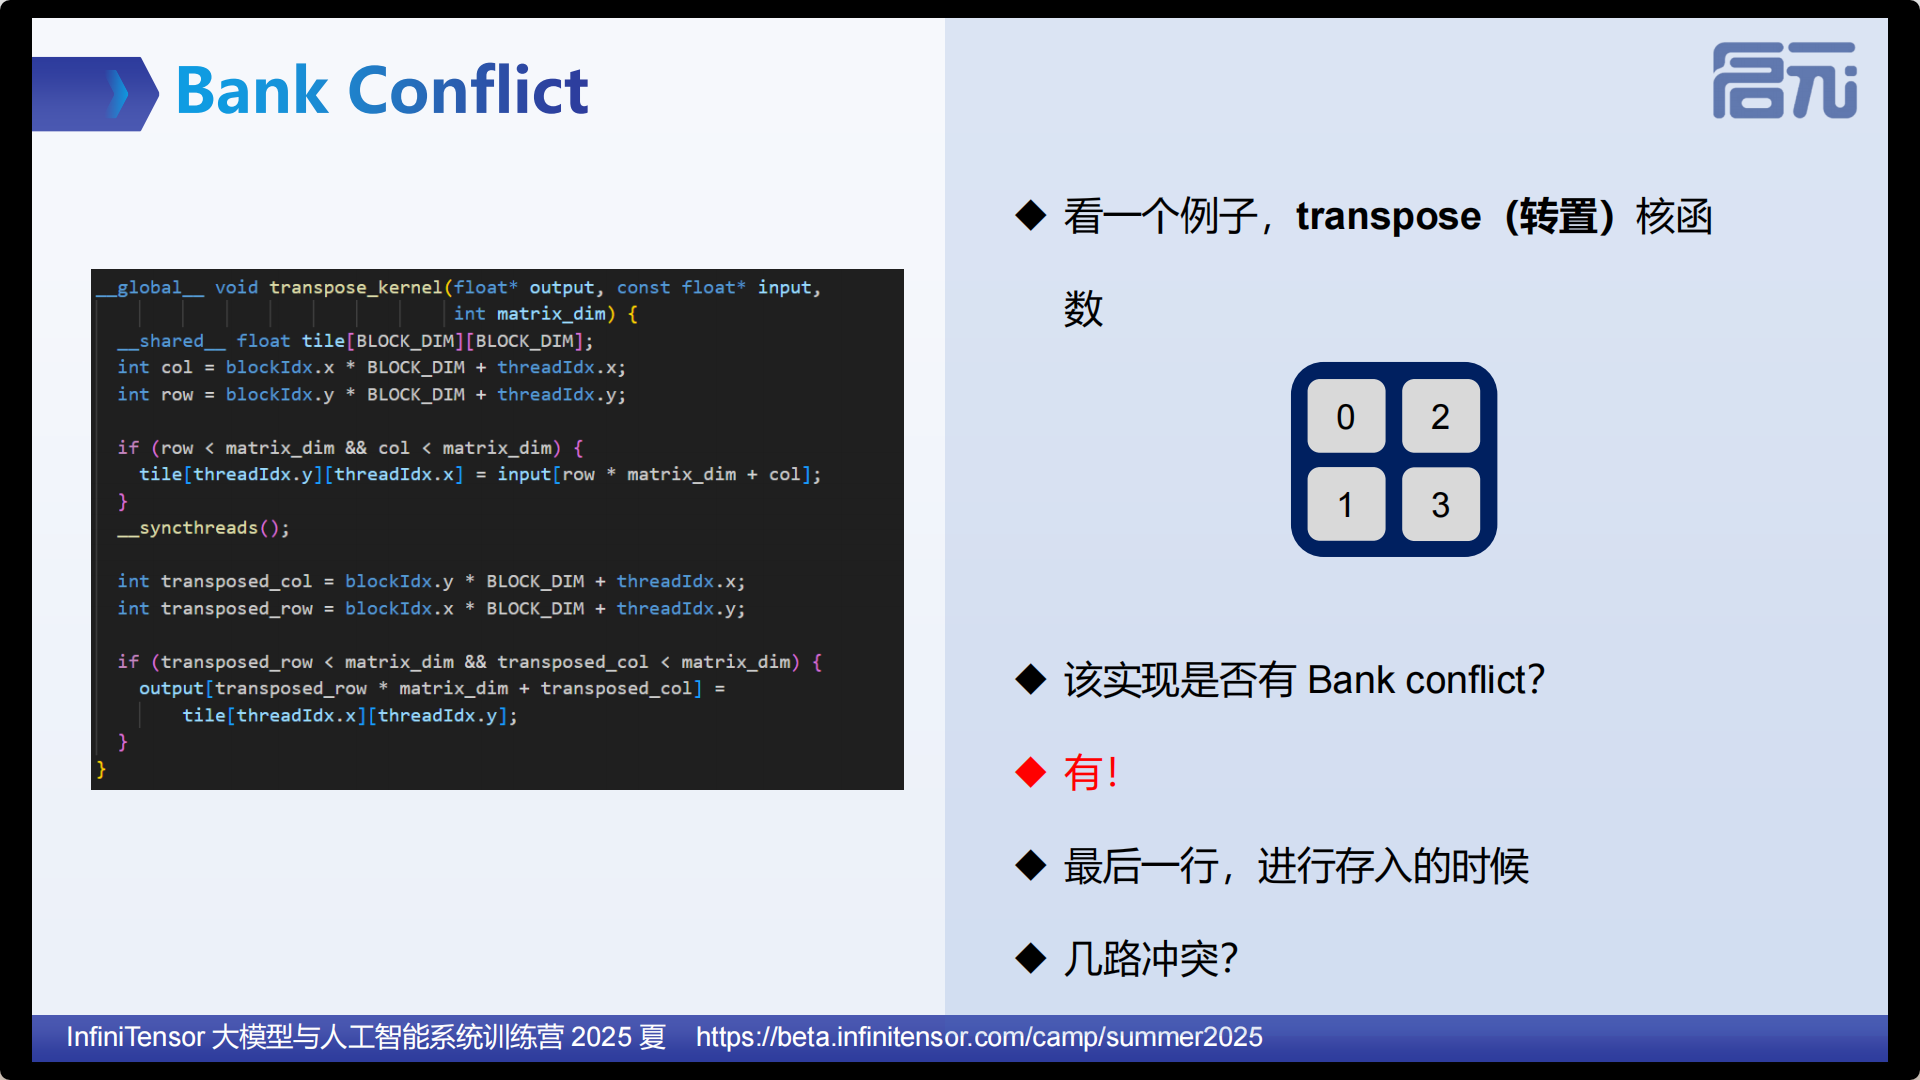 Bank Conflict
启元
__global__ void transpose_kernel(float* output, const float* input,
int matrix_dim) {
__shared__ float tile[BLOCK_DIM][BLOCK_DIM];
int col = blockIdx.x * BLOCK_DIM + threadIdx.x;
int row = blockIdx.y * BLOCK_DIM + threadIdx.y;
if (row < matrix_dim && col < matrix_dim) {
tile[threadIdx.y][threadIdx.x] = input[row * matrix_dim + col];
}
__syncthreads();
int transposed_col = blockIdx.y * BLOCK_DIM + threadIdx.x;
int transposed_row = blockIdx.x * BLOCK_DIM + threadIdx.y;
if (transposed_row < matrix_dim && transposed_col < matrix_dim) {
output[transposed_row * matrix_dim + transposed_col] =
tile[threadIdx.x][threadIdx.y];
}
}
看一个例子，transpose（转置）核函
数
0 2
1 3
该实现是否有 Bank conflict？
有！
最后一行，进行存入的时候
几路冲突？
InfiniTensor 大模型与人工智能系统训练营 2025 夏 https://beta.infinitensor.com/camp/summer2025